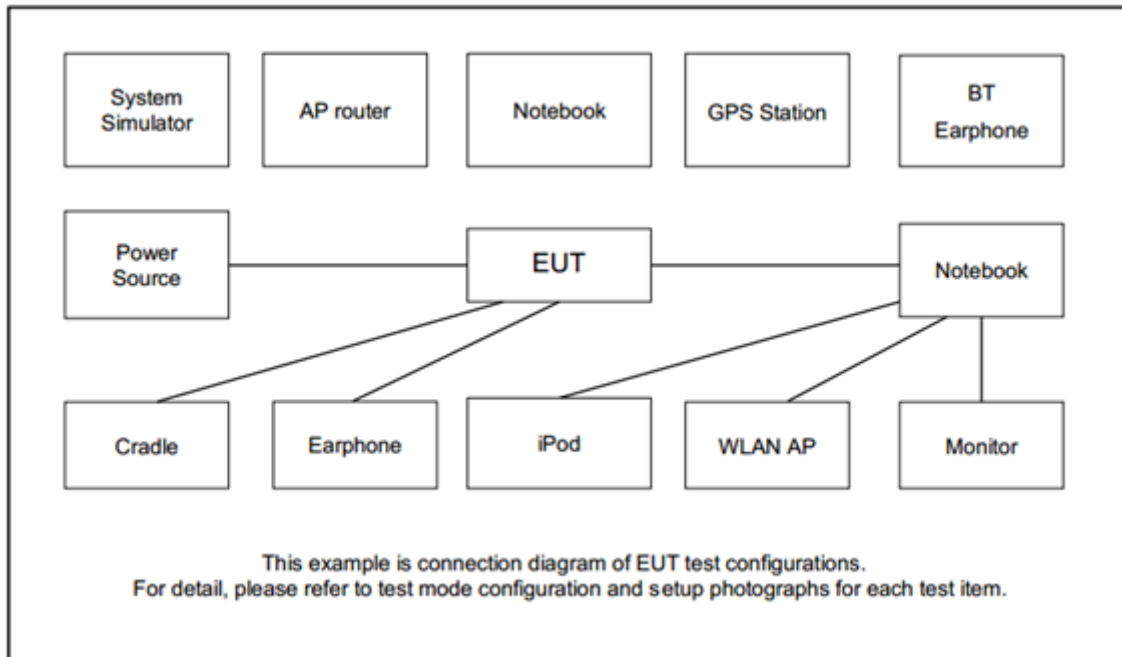 System
Simulator
AP router
Notebook
GPS Station
BT
Earphone
Power
Source
EUT
Notebook
Cradle
Earphone
iPod
WLAN AP
Monitor
This example is connection diagram of EUT test configurations.
For detail, please refer to test mode configuration and setup photographs for each test item.